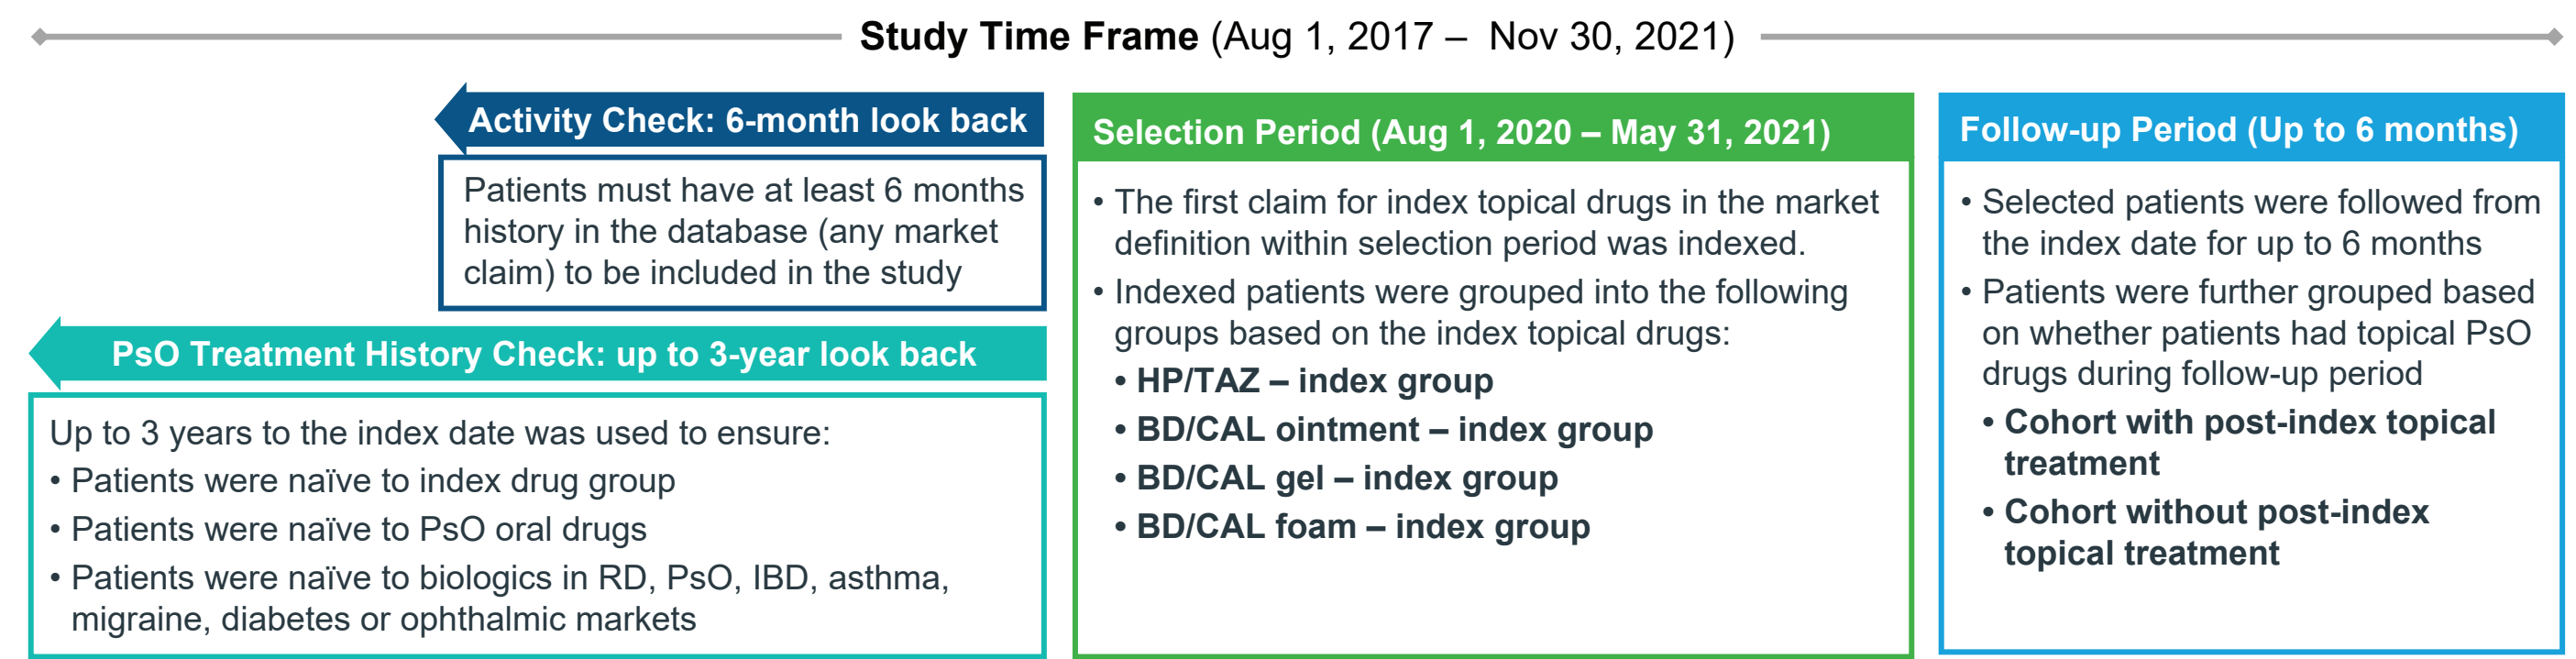 Study Time Frame (Aug 1, 2017 – Nov 30, 2021)
Activity Check: 6-month look back
Patients must have at least 6 months
history in the database (any market
claim) to be included in the study
PsO Treatment History Check: up to 3-year look back
Up to 3 years to the index date was used to ensure:
• Patients were naïve to index drug group
• Patients were naïve to PsO oral drugs
• Patients were naïve to biologics in RD, PsO, IBD, asthma,
migraine, diabetes or ophthalmic markets
Selection Period (Aug 1, 2020 – May 31, 2021)
• The first claim for index topical drugs in the market
definition within selection period was indexed.
• Indexed patients were grouped into the following
groups based on the index topical drugs:
• HP/TAZ – index group
• BD/CAL ointment – index group
• BD/CAL gel – index group
• BD/CAL foam – index group
Follow-up Period (Up to 6 months)
• Selected patients were followed from
the index date for up to 6 months
• Patients were further grouped based
on whether patients had topical PsO
drugs during follow-up period
• Cohort with post-index topical
treatment
• Cohort without post-index
topical treatment